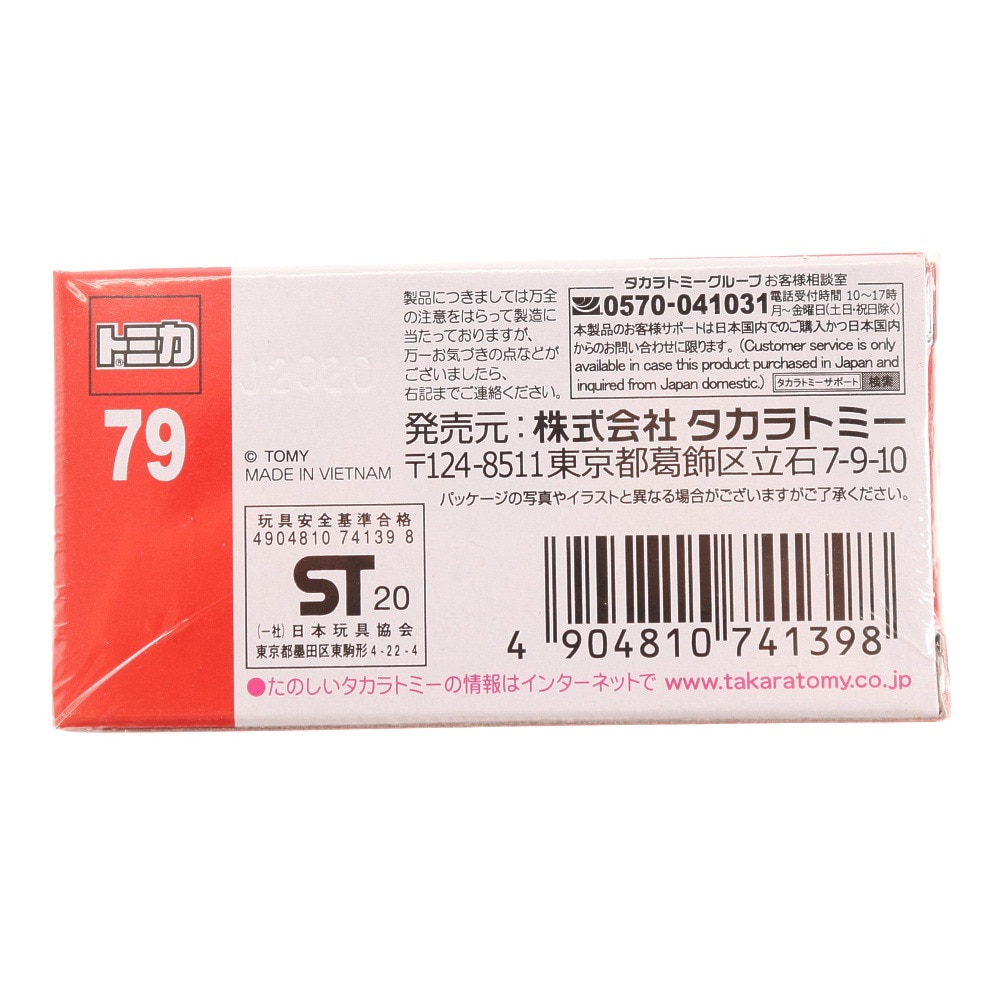 トミカ®
79
製品につきましては万全
の注意をはらって製造に
当たっておりますが、
万一お気づきの点などが
ございましたら、
右記までご連絡ください。
タカラトミーグループ お客様相談室
0570-041031 電話受付時間 10～17時
月～金曜日(土日・祝日除く)
本製品のお客様サポートは日本国内でのご購入かつ日本国内
からのお問い合わせに限ります。(Customer service is only
available in case this product purchased in Japan and
inquired from Japan domestic.) タカラトミーサポート 検索
発売元：株式会社 タカラトミー
〒124-8511 東京都葛飾区立石7-9-10
© TOMY
MADE IN VIETNAM
パッケージの写真やイラストと異なる場合がございますがご了承ください。
玩具安全基準合格
4904810 74139 8
ST 20
(一社)日本玩具協会
東京都墨田区東駒形4-22-4
4 904810 741398
●たのしいタカラトミーの情報はインターネットで www.takaratomy.co.jp